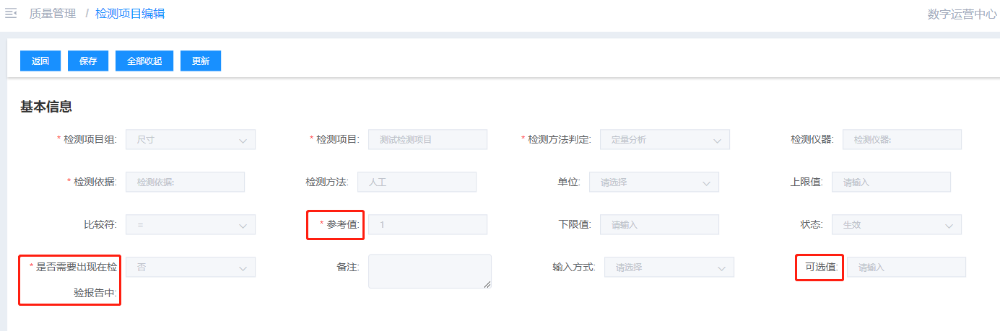 质量管理 / 检测项目编辑
数字运营中心
返回 保存 全部收起 更新
基本信息
* 检测项目组: 尺寸 * 检测项目: 测试检测项目 * 检测方法判定: 定量分析 检测仪器: 检测仪器:
* 检测依据: 检测依据: 检测方法: 人工 单位: 请选择 上限值: 请输入
比较符: = * 参考值: 1 下限值: 请输入 状态: 生效
* 是否需要出现在检 否 备注: 输入方式: 请选择 可选值: 请输入
验报告中: